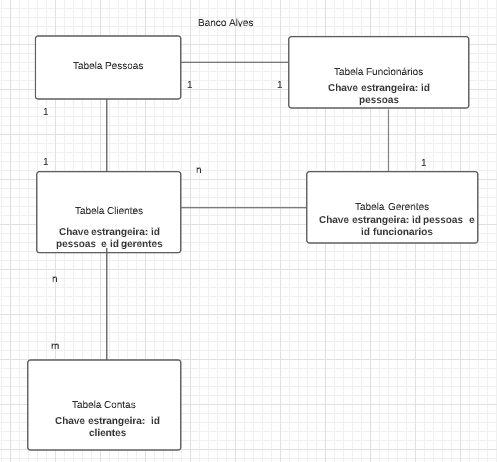 Banco Alves
Tabela Pessoas
Tabela Funcionários
Chave estrangeira: id
pessoas
1
1
1
1
n
1
Tabela Clientes
Chave estrangeira: id
pessoas e id gerentes
Tabela Gerentes
Chave estrangeira: id pessoas e
id funcionarios
n
m
Tabela Contas
Chave estrangeira: id
clientes